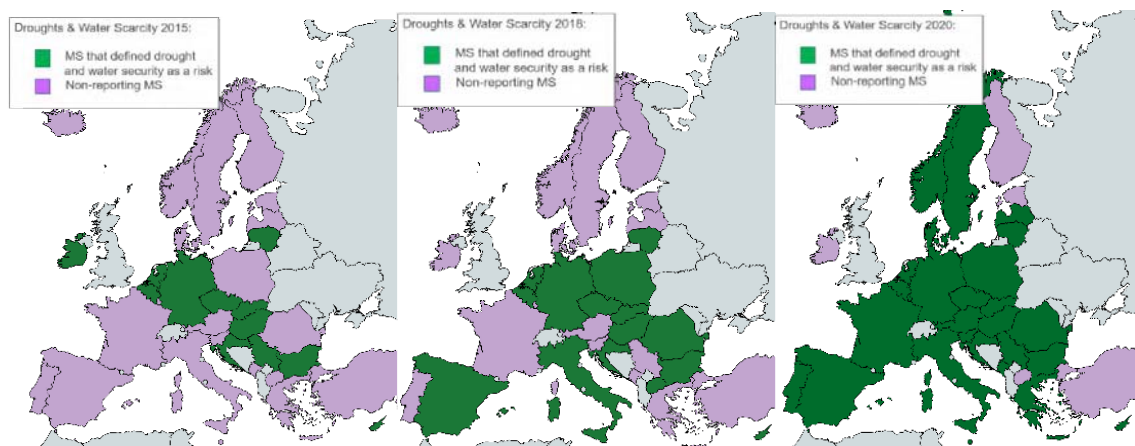 Droughts & Water Scarcity 2015:
MS that defined drought
and water security as a risk
Non-reporting MS
Droughts & Water Scarcity 2018:
MS that defined drought
and water security as a risk
Non-reporting MS
Droughts & Water Scarcity 2020:
MS that defined drought
and water security as a risk
Non-reporting MS